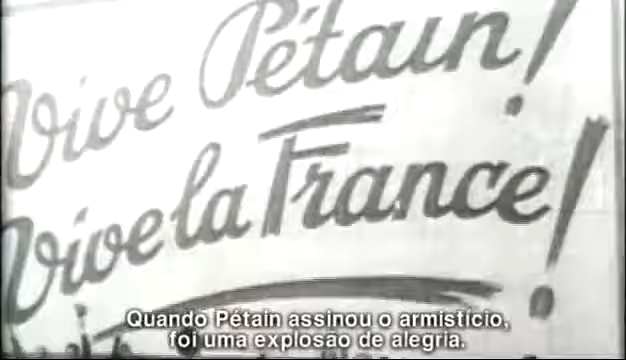 Vive Pétain!
Vive la France!
Quando Pétain assinou o armistício,
foi uma explosão de alegria.